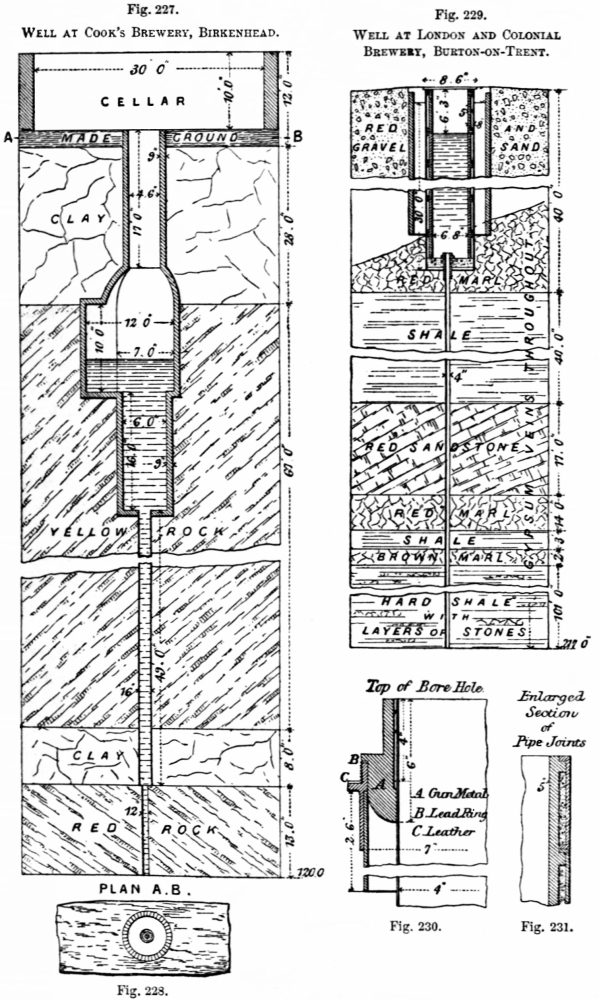 Fig. 227.
WELL AT COOK'S BREWERY, BIRKENHEAD.
30' 0"
CELLAR
10'. 0"
12. 0"
A
MADE GROUND
B
9"
4.6"
17. 0"
CLAY
28. 0"
12 0"
10' 0"
7. 0"
6. 0"
16. 0"
9"
67. 0"
YELLOW ROCK
49. 0"
16"
CLAY
8. 0"
12"
RED ROCK
13. 0"
120 0
PLAN A.B.
Fig. 228.
Fig. 229.
WELL AT LONDON AND COLONIAL
BREWERY, BURTON-ON-TRENT.
8. 6"
6. 3
RED GRAVEL
AND SAND
30' 0"
6. 8"
40 0
RED MARL
SHALE
40. 0"
4"
GYPSUM VEINS THROUGHOUT
RED SANDSTONE
17. 0"
RED MARL
14 0
SHALE
BROWN MARL
HARD SHALE
WITH
LAYERS OF STONES
101 0
Top of Bore Hole.
4"
6"
B
C
A
A. Gun Metal
B. Lead Ring
C. Leather
7"
2. 6"
4"
Fig. 230.
Enlarged
Section
of
Pipe Joints
Fig. 231.